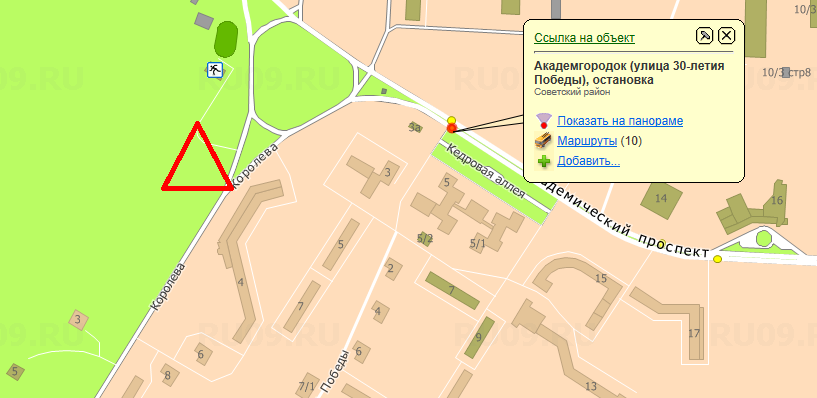 Ссылка на объект
Академгородок (улица 30-летия
Победы), остановка
Советский район
Показать на панораме
Маршруты (10)
Добавить...
10/3
10/3 стр8
3а
Королева
Кедровая аллея
Академический проспект
3
5
14
16
5
5/2
5/1
2
15
4
7
7
4
Королева
3
17
9
6
6
Победы
5
8
7/1
13
RU09.RU
RU09.RU
RU09.RU
RU09.RU
RU09.RU